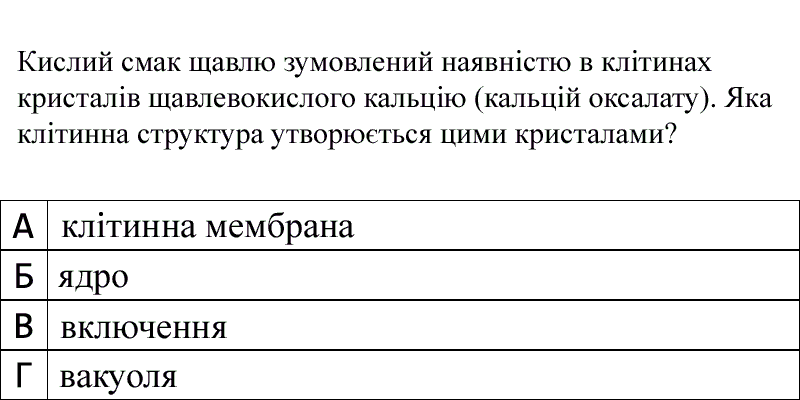 Кислий смак щавлю зумовлений наявністю в клітинах
кристалів щавлевокислого кальцію (кальцій оксалату). Яка
клітинна структура утворюється цими кристалами?
А клітинна мембрана
Б ядро
В включення
Г вакуоля